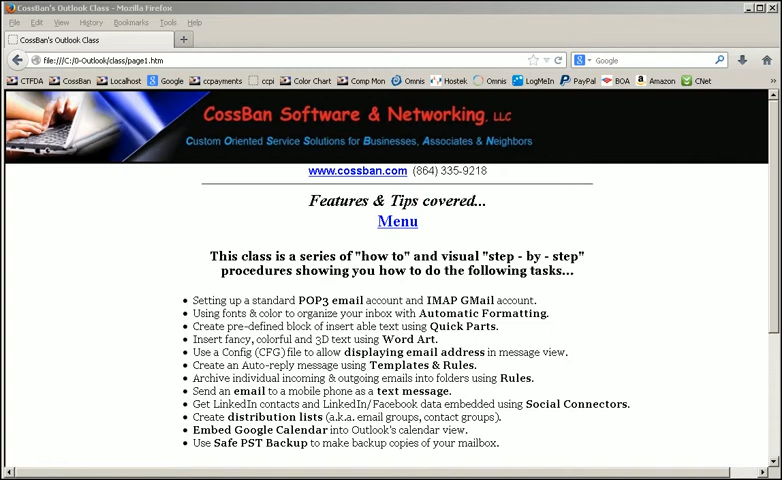 CossBan's Outlook Class - Mozilla Firefox
File Edit View History Bookmarks Tools Help
CossBan's Outlook Class +
file:///C:/0-Outlook/class/page1.htm Google
CTFDA CossBan Localhost Google ccpayments ccpi Color Chart Comp Mon Omnis Hostek Omnis LogMeIn PayPal BOA Amazon CNet
CossBan Software & Networking, LLC
Custom Oriented Service Solutions for Businesses, Associates & Neighbors
www.cossban.com (864) 335-9218
Features & Tips covered...
Menu
This class is a series of "how to" and visual "step - by - step"
procedures showing you how to do the following tasks...
• Setting up a standard POP3 email account and IMAP GMail account.
• Using fonts & color to organize your inbox with Automatic Formatting.
• Create pre-defined block of insert able text using Quick Parts.
• Insert fancy, colorful and 3D text using Word Art.
• Use a Config (CFG) file to allow displaying email address in message view.
• Create an Auto-reply message using Templates & Rules.
• Archive individual incoming & outgoing emails into folders using Rules.
• Send an email to a mobile phone as a text message.
• Get LinkedIn contacts and LinkedIn/Facebook data embedded using Social Connectors.
• Create distribution lists (a.k.a. email groups, contact groups).
• Embed Google Calendar into Outlook's calendar view.
• Use Safe PST Backup to make backup copies of your mailbox.